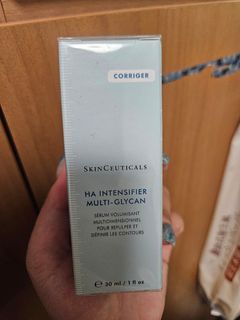 CORRIGER
SKINCEUTICALS
HA INTENSIFIER
MULTI-GLYCAN
SÉRUM VOLUMISANT
MULTIDIMENSIONNEL
POUR REPULPER ET
DÉFINIR LES CONTOURS
℮ 30 ml / 1 fl oz